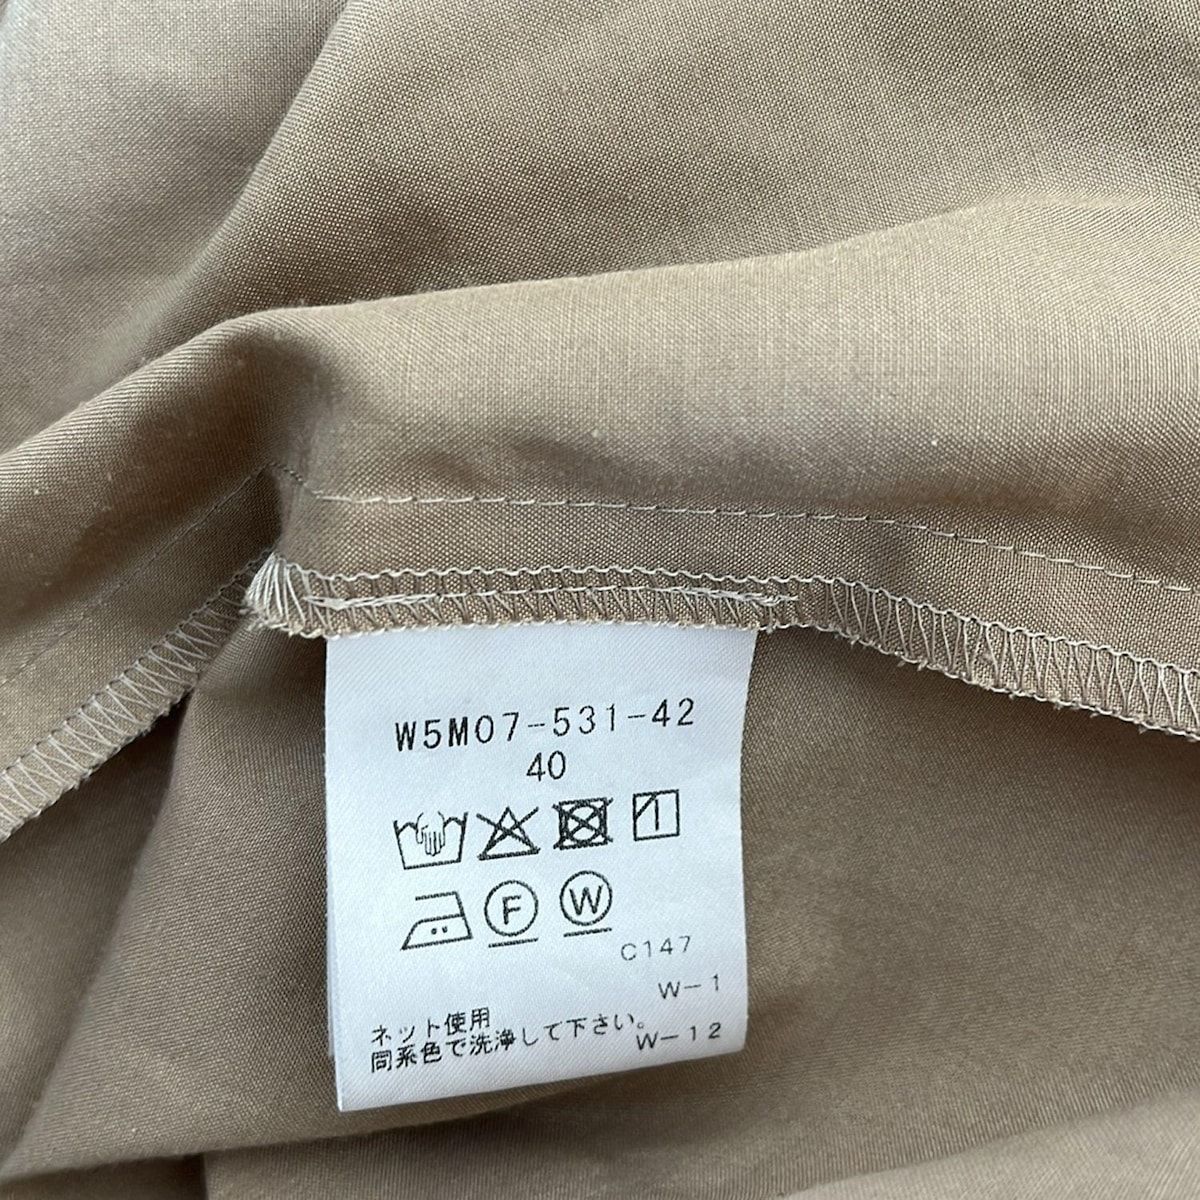 W5M07-531-42
40
F W
C147
W-1
ネット使用
同系色で洗浄して下さい。
W-12